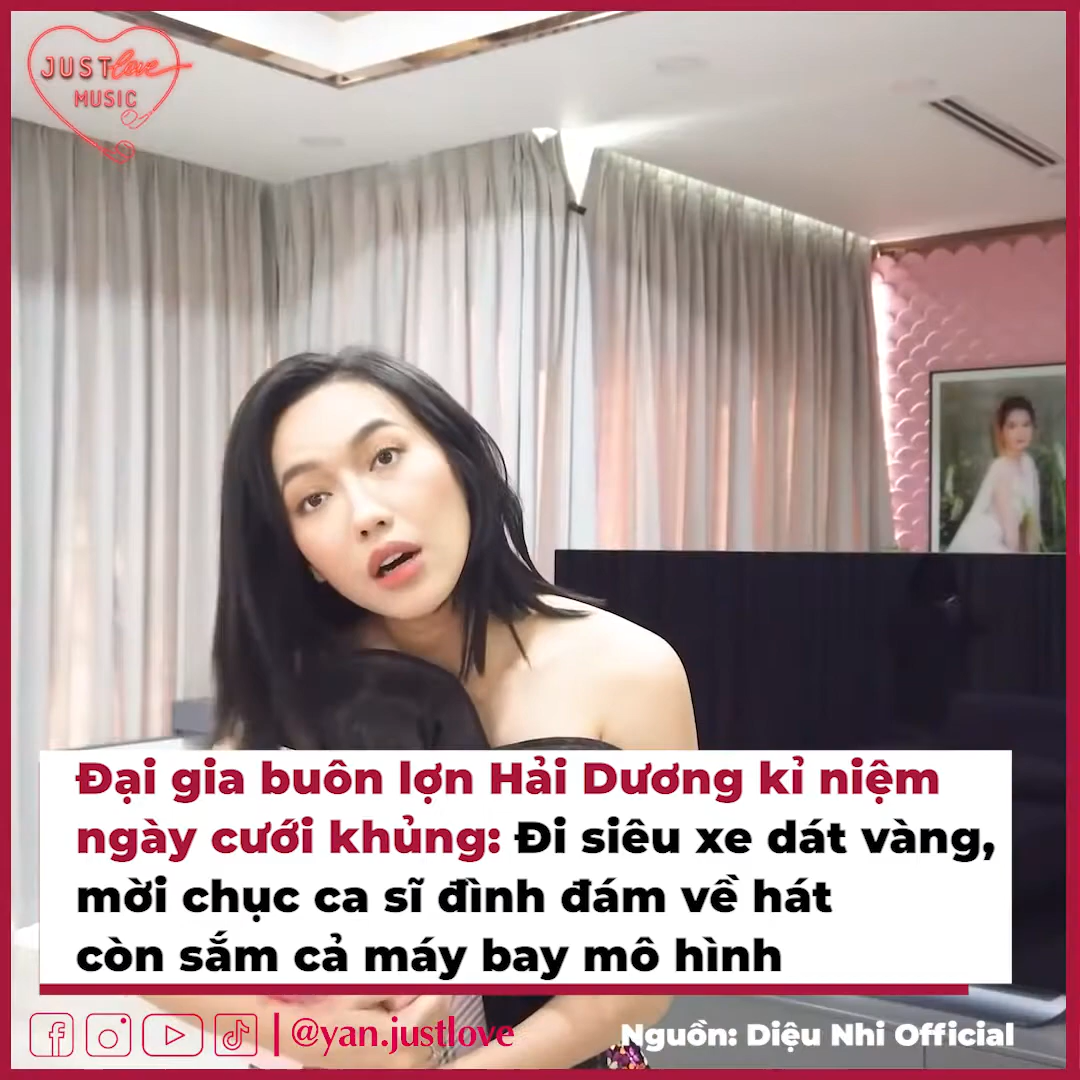 JUST love
MUSIC
Đại gia buôn lợn Hải Dương kỉ niệm
ngày cưới khủng: Đi siêu xe dát vàng,
mời chục ca sĩ đình đám về hát
còn sắm cả máy bay mô hình
@yan.justlove
Nguồn: Diệu Nhi Official